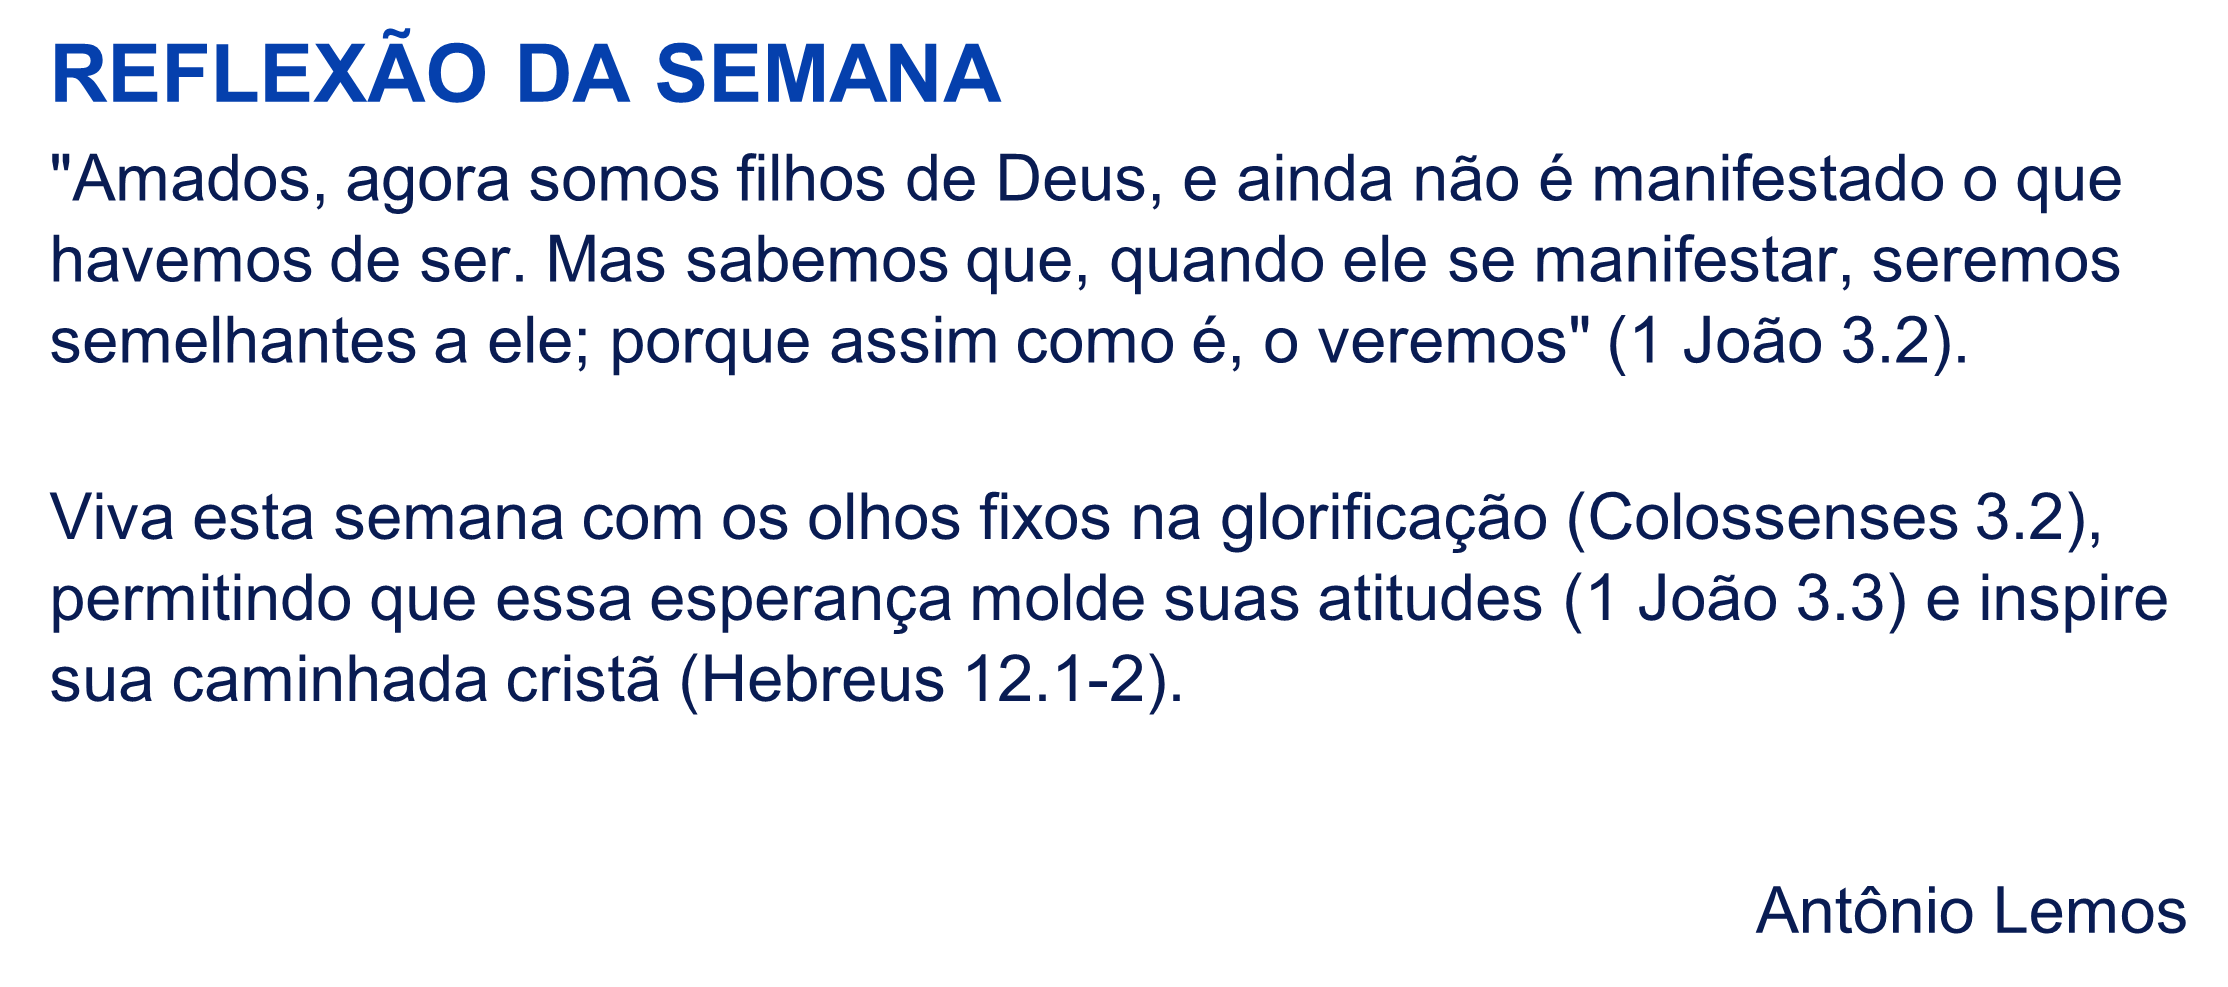 REFLEXÃO DA SEMANA
"Amados, agora somos filhos de Deus, e ainda não é manifestado o que
havemos de ser. Mas sabemos que, quando ele se manifestar, seremos
semelhantes a ele; porque assim como é, o veremos" (1 João 3.2).
Viva esta semana com os olhos fixos na glorificação (Colossenses 3.2),
permitindo que essa esperança molde suas atitudes (1 João 3.3) e inspire
sua caminhada cristã (Hebreus 12.1-2).
Antônio Lemos